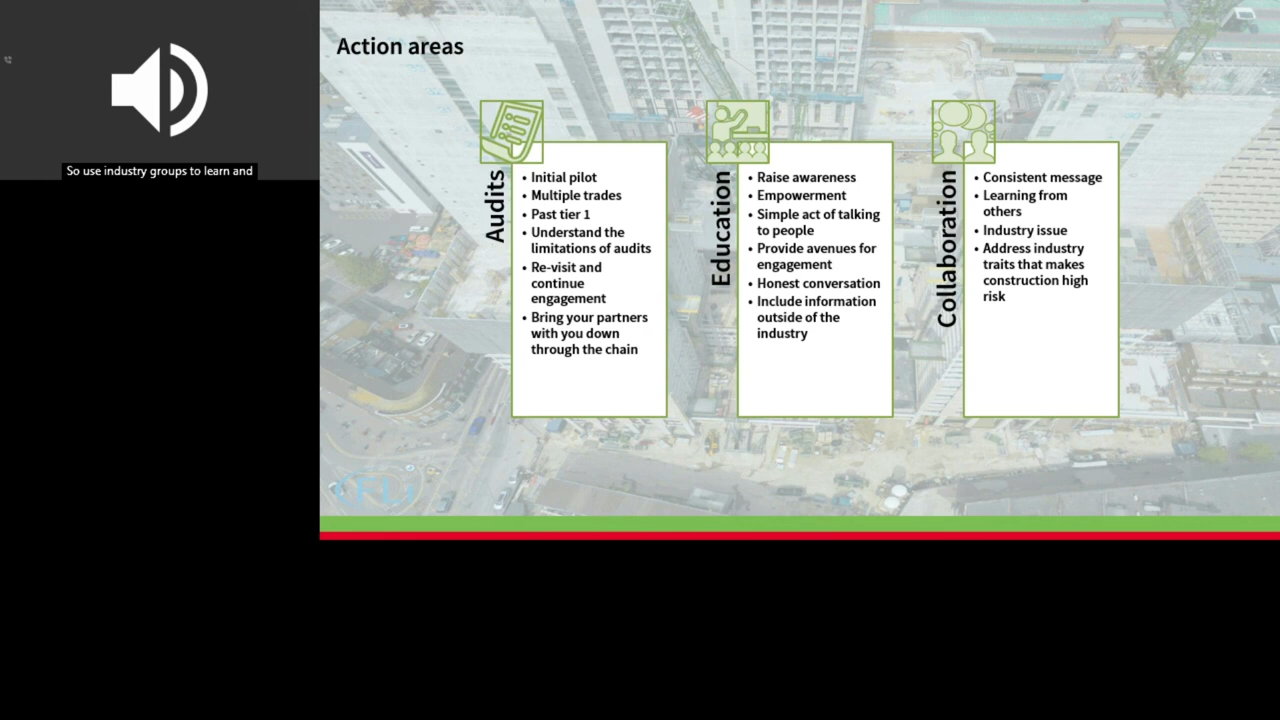 So use industry groups to learn and
Action areas
Audits
• Initial pilot
• Multiple trades
• Past tier 1
• Understand the
limitations of audits
• Re-visit and
continue
engagement
• Bring your partners
with you down
through the chain
Education
• Raise awareness
• Empowerment
• Simple act of talking
to people
• Provide avenues for
engagement
• Honest conversation
• Include information
outside of the
industry
Collaboration
• Consistent message
• Learning from
others
• Industry issue
• Address industry
traits that makes
construction high
risk